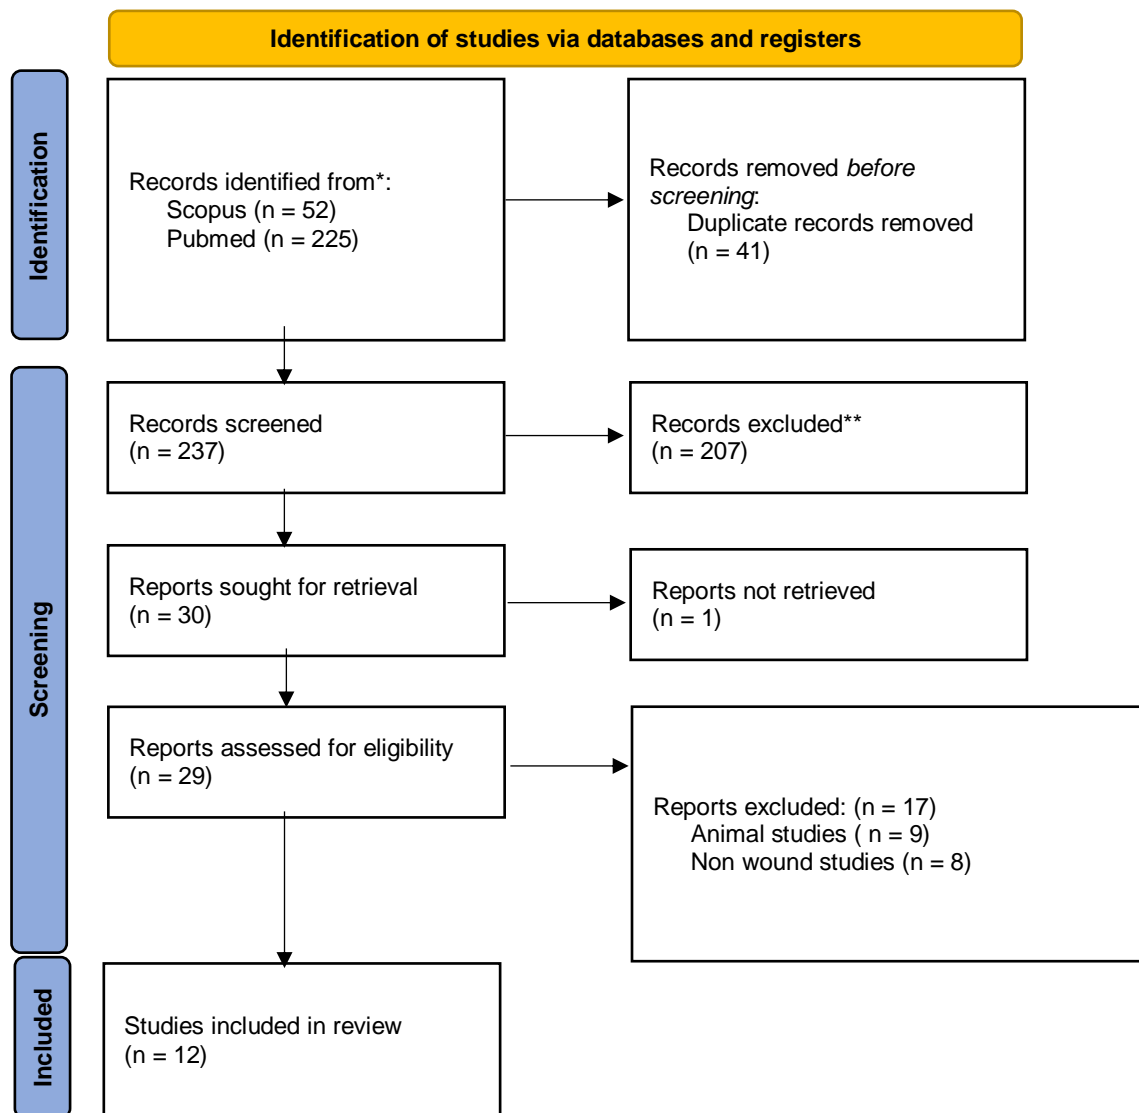 Identification of studies via databases and registers
Identification
Records identified from*:
Scopus (n = 52)
Pubmed (n = 225)
Records removed before
screening:
Duplicate records removed
(n = 41)
Screening
Records screened
(n = 237)
Records excluded**
(n = 207)
Reports sought for retrieval
(n = 30)
Reports not retrieved
(n = 1)
Reports assessed for eligibility
(n = 29)
Reports excluded: (n = 17)
Animal studies ( n = 9)
Non wound studies (n = 8)
Included
Studies included in review
(n = 12)